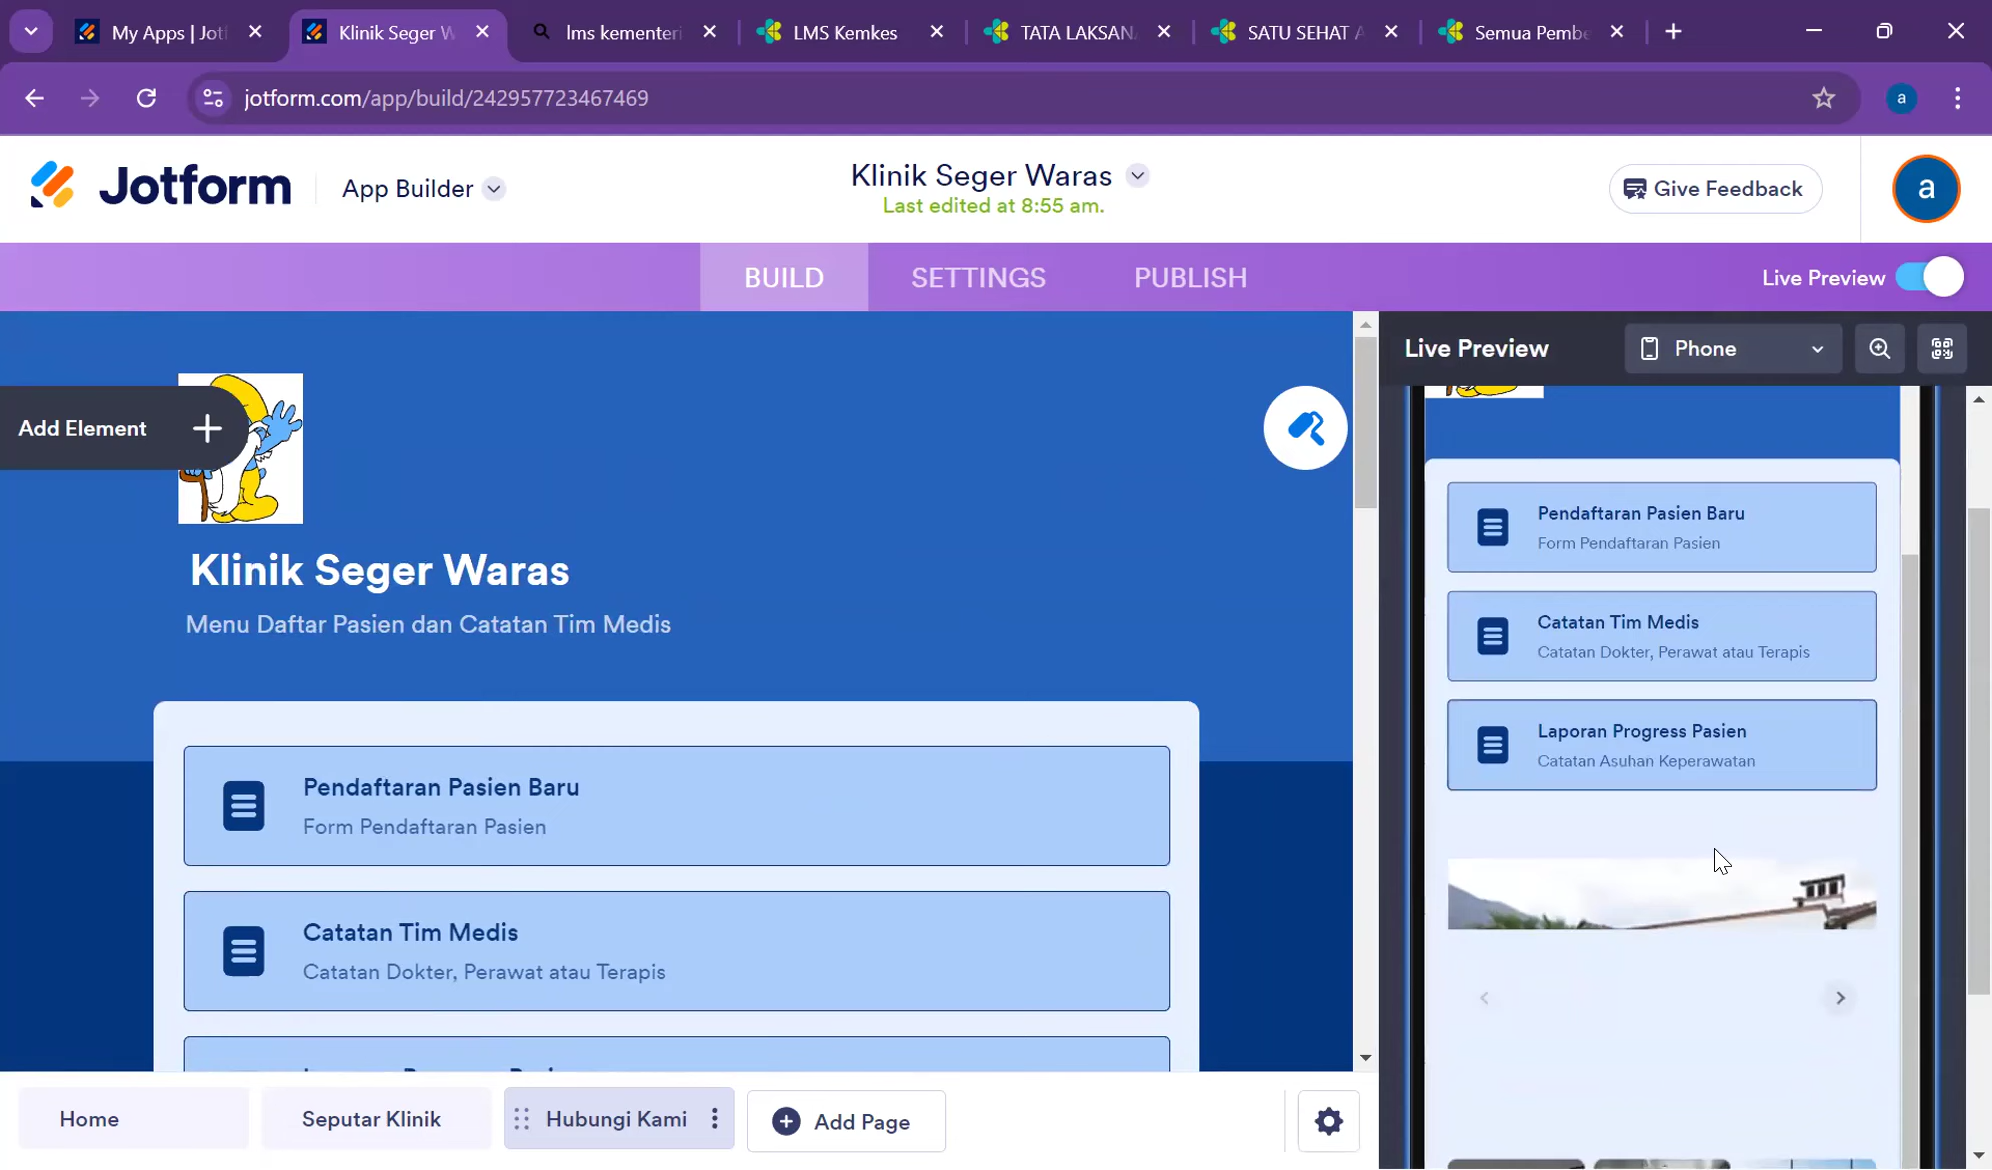 My Apps | Jotf
Klinik Seger W
lms kementeri
LMS Kemkes
TATA LAKSANA
SATU SEHAT A
Semua Pembe
jotform.com/app/build/242957723467469
a
Jotform
App Builder
Klinik Seger Waras
Last edited at 8:55 am.
Give Feedback
a
BUILD
SETTINGS
PUBLISH
Live Preview
Add Element
Klinik Seger Waras
Menu Daftar Pasien dan Catatan Tim Medis
Pendaftaran Pasien Baru
Form Pendaftaran Pasien
Catatan Tim Medis
Catatan Dokter, Perawat atau Terapis
Live Preview
Phone
Pendaftaran Pasien Baru
Form Pendaftaran Pasien
Catatan Tim Medis
Catatan Dokter, Perawat atau Terapis
Laporan Progress Pasien
Catatan Asuhan Keperawatan
Home
Seputar Klinik
Hubungi Kami
Add Page